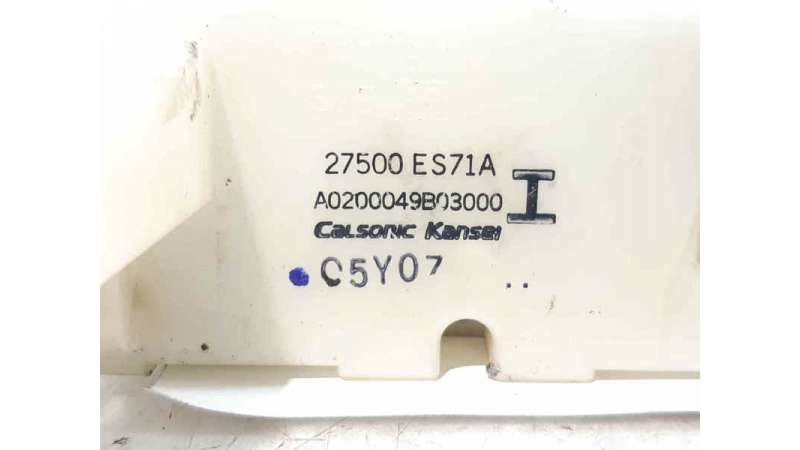 27500 ES71A
A0200049B03000 I
Calsonic Kansei
C5Y07 ..